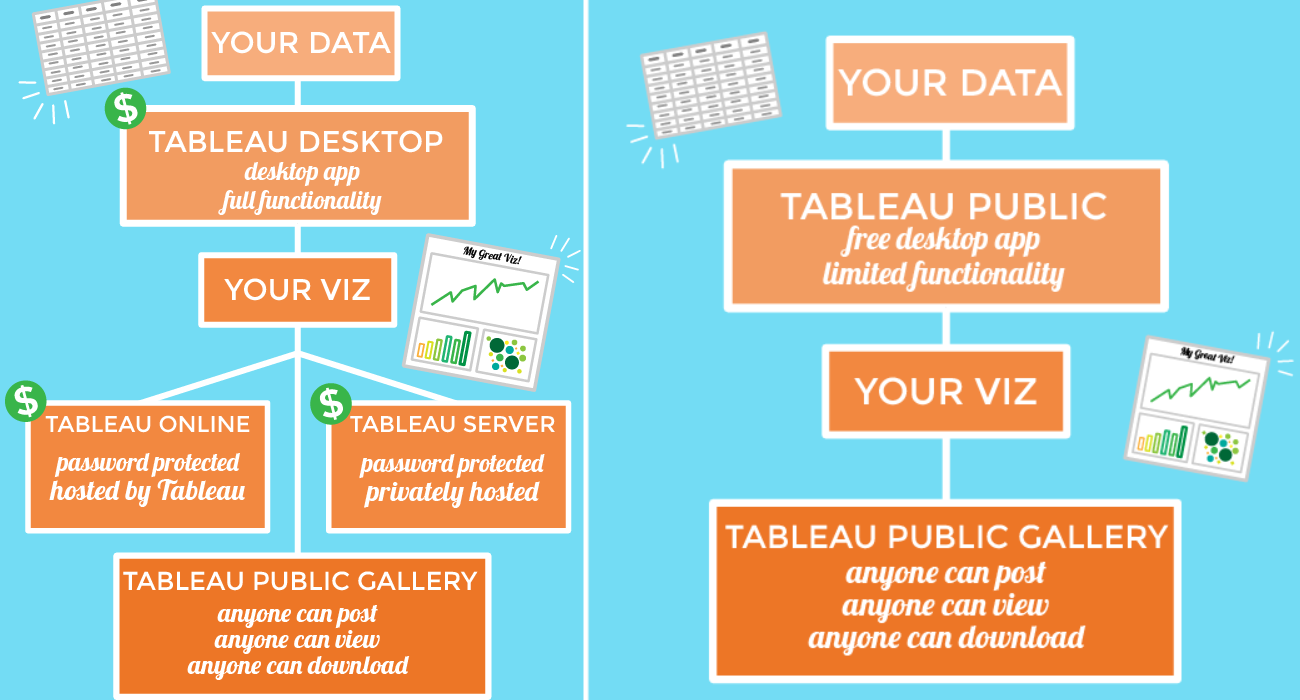 YOUR DATA
$
TABLEAU DESKTOP
desktop app
full functionality
YOUR VIZ
My Great Viz!
$
TABLEAU ONLINE
password protected
hosted by Tableau
$
TABLEAU SERVER
password protected
privately hosted
TABLEAU PUBLIC GALLERY
anyone can post
anyone can view
anyone can download
YOUR DATA
TABLEAU PUBLIC
free desktop app
limited functionality
YOUR VIZ
My Great Viz!
TABLEAU PUBLIC GALLERY
anyone can post
anyone can view
anyone can download